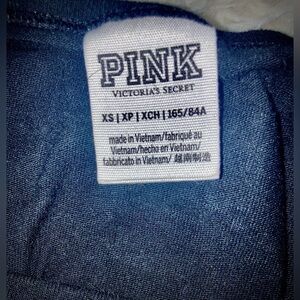 PINK
VICTORIA'S SECRET
XS | XP | XCH | 165/84A
made in Vietnam/fabriqué au
Vietnam/hecho en Vietnam/
fabbricato in Vietnam/ 越南制造